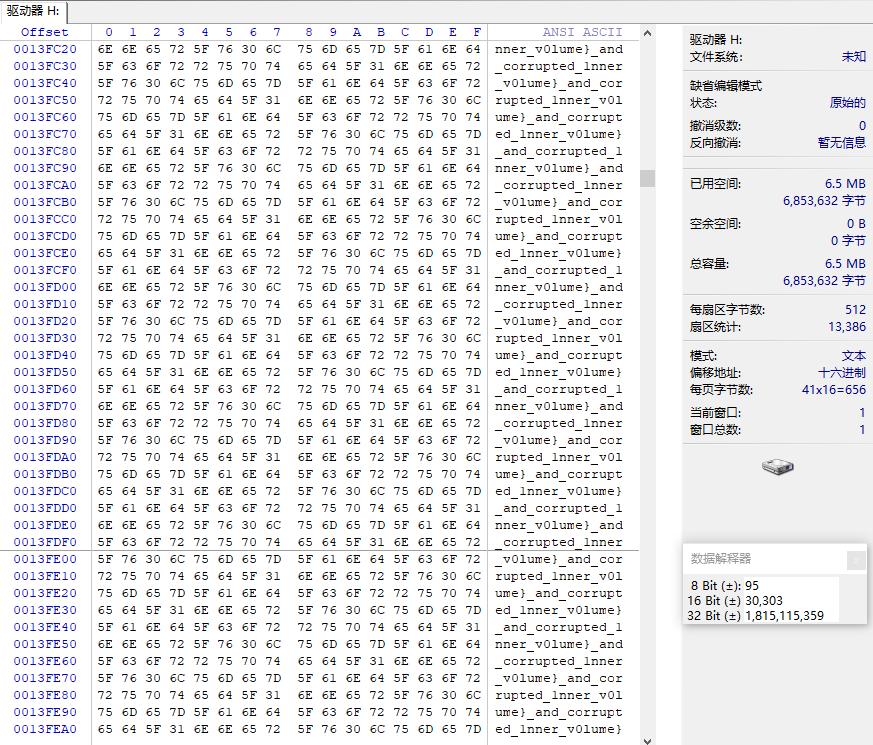 驱动器 H:
Offset 0 1 2 3 4 5 6 7 8 9 A B C D E F ANSI ASCII
0013FC20 6E 6E 65 72 5F 76 30 6C 75 6D 65 7D 5F 61 6E 64 nner_v0lume}_and
0013FC30 5F 63 6F 72 72 75 70 74 65 64 5F 31 6E 6E 65 72 _corrupted_1nner
0013FC40 5F 76 30 6C 75 6D 65 7D 5F 61 6E 64 5F 63 6F 72 _v0lume}_and_cor
0013FC50 72 75 70 74 65 64 5F 31 6E 6E 65 72 5F 76 30 6C rupted_1nner_v0l
0013FC60 75 6D 65 7D 5F 61 6E 64 5F 63 6F 72 72 75 70 74 ume}_and_corrupt
0013FC70 65 64 5F 31 6E 6E 65 72 5F 76 30 6C 75 6D 65 7D ed_1nner_v0lume}
0013FC80 5F 61 6E 64 5F 63 6F 72 72 75 70 74 65 64 5F 31 _and_corrupted_1
0013FC90 6E 6E 65 72 5F 76 30 6C 75 6D 65 7D 5F 61 6E 64 nner_v0lume}_and
0013FCA0 5F 63 6F 72 72 75 70 74 65 64 5F 31 6E 6E 65 72 _corrupted_1nner
0013FCB0 5F 76 30 6C 75 6D 65 7D 5F 61 6E 64 5F 63 6F 72 _v0lume}_and_cor
0013FCC0 72 75 70 74 65 64 5F 31 6E 6E 65 72 5F 76 30 6C rupted_1nner_v0l
0013FCD0 75 6D 65 7D 5F 61 6E 64 5F 63 6F 72 72 75 70 74 ume}_and_corrupt
0013FCE0 65 64 5F 31 6E 6E 65 72 5F 76 30 6C 75 6D 65 7D ed_1nner_v0lume}
0013FCF0 5F 61 6E 64 5F 63 6F 72 72 75 70 74 65 64 5F 31 _and_corrupted_1
0013FD00 6E 6E 65 72 5F 76 30 6C 75 6D 65 7D 5F 61 6E 64 nner_v0lume}_and
0013FD10 5F 63 6F 72 72 75 70 74 65 64 5F 31 6E 6E 65 72 _corrupted_1nner
0013FD20 5F 76 30 6C 75 6D 65 7D 5F 61 6E 64 5F 63 6F 72 _v0lume}_and_cor
0013FD30 72 75 70 74 65 64 5F 31 6E 6E 65 72 5F 76 30 6C rupted_1nner_v0l
0013FD40 75 6D 65 7D 5F 61 6E 64 5F 63 6F 72 72 75 70 74 ume}_and_corrupt
0013FD50 65 64 5F 31 6E 6E 65 72 5F 76 30 6C 75 6D 65 7D ed_1nner_v0lume}
0013FD60 5F 61 6E 64 5F 63 6F 72 72 75 70 74 65 64 5F 31 _and_corrupted_1
0013FD70 6E 6E 65 72 5F 76 30 6C 75 6D 65 7D 5F 61 6E 64 nner_v0lume}_and
0013FD80 5F 63 6F 72 72 75 70 74 65 64 5F 31 6E 6E 65 72 _corrupted_1nner
0013FD90 5F 76 30 6C 75 6D 65 7D 5F 61 6E 64 5F 63 6F 72 _v0lume}_and_cor
0013FDA0 72 75 70 74 65 64 5F 31 6E 6E 65 72 5F 76 30 6C rupted_1nner_v0l
0013FDB0 75 6D 65 7D 5F 61 6E 64 5F 63 6F 72 72 75 70 74 ume}_and_corrupt
0013FDC0 65 64 5F 31 6E 6E 65 72 5F 76 30 6C 75 6D 65 7D ed_1nner_v0lume}
0013FDD0 5F 61 6E 64 5F 63 6F 72 72 75 70 74 65 64 5F 31 _and_corrupted_1
0013FDE0 6E 6E 65 72 5F 76 30 6C 75 6D 65 7D 5F 61 6E 64 nner_v0lume}_and
0013FDF0 5F 63 6F 72 72 75 70 74 65 64 5F 31 6E 6E 65 72 _corrupted_1nner
0013FE00 5F 76 30 6C 75 6D 65 7D 5F 61 6E 64 5F 63 6F 72 _v0lume}_and_cor
0013FE10 72 75 70 74 65 64 5F 31 6E 6E 65 72 5F 76 30 6C rupted_1nner_v0l
0013FE20 75 6D 65 7D 5F 61 6E 64 5F 63 6F 72 72 75 70 74 ume}_and_corrupt
0013FE30 65 64 5F 31 6E 6E 65 72 5F 76 30 6C 75 6D 65 7D ed_1nner_v0lume}
0013FE40 5F 61 6E 64 5F 63 6F 72 72 75 70 74 65 64 5F 31 _and_corrupted_1
0013FE50 6E 6E 65 72 5F 76 30 6C 75 6D 65 7D 5F 61 6E 64 nner_v0lume}_and
0013FE60 5F 63 6F 72 72 75 70 74 65 64 5F 31 6E 6E 65 72 _corrupted_1nner
0013FE70 5F 76 30 6C 75 6D 65 7D 5F 61 6E 64 5F 63 6F 72 _v0lume}_and_cor
0013FE80 72 75 70 74 65 64 5F 31 6E 6E 65 72 5F 76 30 6C rupted_1nner_v0l
0013FE90 75 6D 65 7D 5F 61 6E 64 5F 63 6F 72 72 75 70 74 ume}_and_corrupt
0013FEA0 65 64 5F 31 6E 6E 65 72 5F 76 30 6C 75 6D 65 7D ed_1nner_v0lume}
驱动器 H:
文件系统: 未知
缺省编辑模式
状态: 原始的
撤消级数: 0
反向撤消: 暂无信息
已用空间: 6.5 MB
6,853,632 字节
空余空间: 0 B
0 字节
总容量: 6.5 MB
6,853,632 字节
每扇区字节数: 512
扇区统计: 13,386
模式: 文本
偏移地址: 十六进制
每页字节数: 41x16=656
当前窗口: 1
窗口总数: 1
数据解释器
8 Bit (±): 95
16 Bit (±) 30,303
32 Bit (±) 1,815,115,359